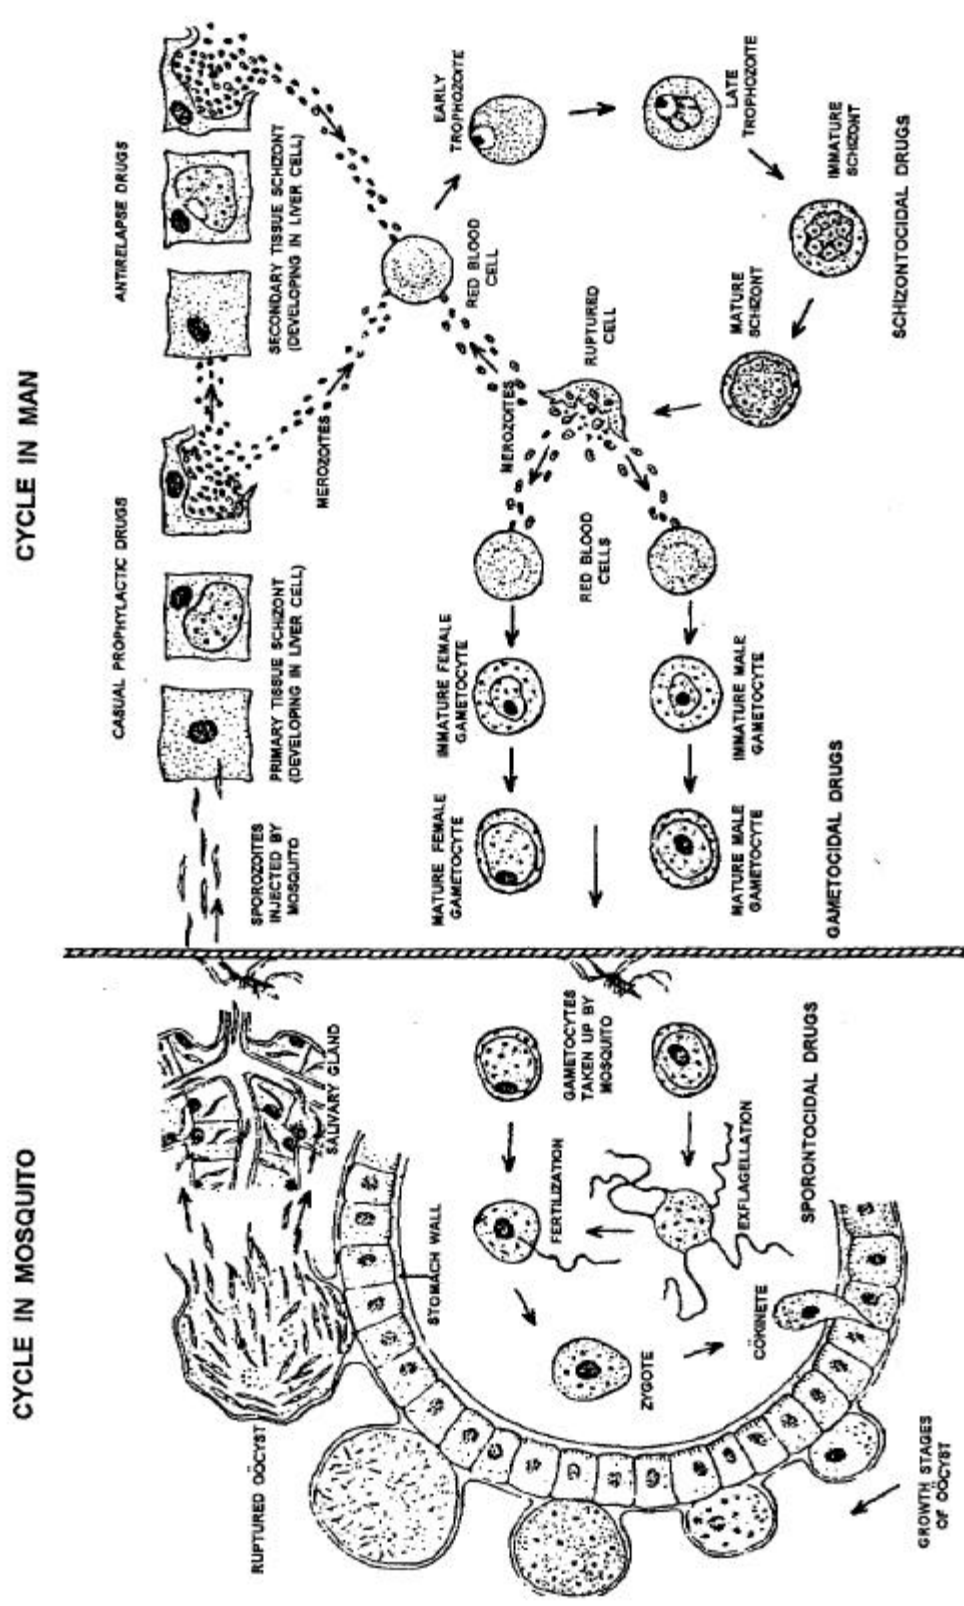 CYCLE IN MOSQUITO
CYCLE IN MAN
CASUAL PROPHYLACTIC DRUGS
ANTIRELAPSE DRUGS
RUPTURED OÖCYST
SALIVARY GLAND
SPOROZOITES
INJECTED BY
MOSQUITO
PRIMARY TISSUE SCHIZONT
(DEVELOPING IN LIVER CELL)
SECONDARY TISSUE SCHIZONT
(DEVELOPING IN LIVER CELL)
MEROZOITES
STOMACH WALL
MATURE FEMALE
GAMETOCYTE
IMMATURE FEMALE
GAMETOCYTE
MEROZOITES
RED BLOOD
CELL
EARLY
TROPHOZOITE
FERTILIZATION
GAMETOCYTES
TAKEN UP BY
MOSQUITO
RED BLOOD
CELLS
RUPTURED
CELL
ZYGOTE
EXFLAGELLATION
MATURE MALE
GAMETOCYTE
IMMATURE MALE
GAMETOCYTE
MATURE
SCHIZONT
LATE
TROPHOZOITE
IMMATURE
SCHIZONT
OÖKINETE
SPORONTOCIDAL DRUGS
GAMETOCIDAL DRUGS
SCHIZONTOCIDAL DRUGS
GROWTH STAGES
OF OÖCYST